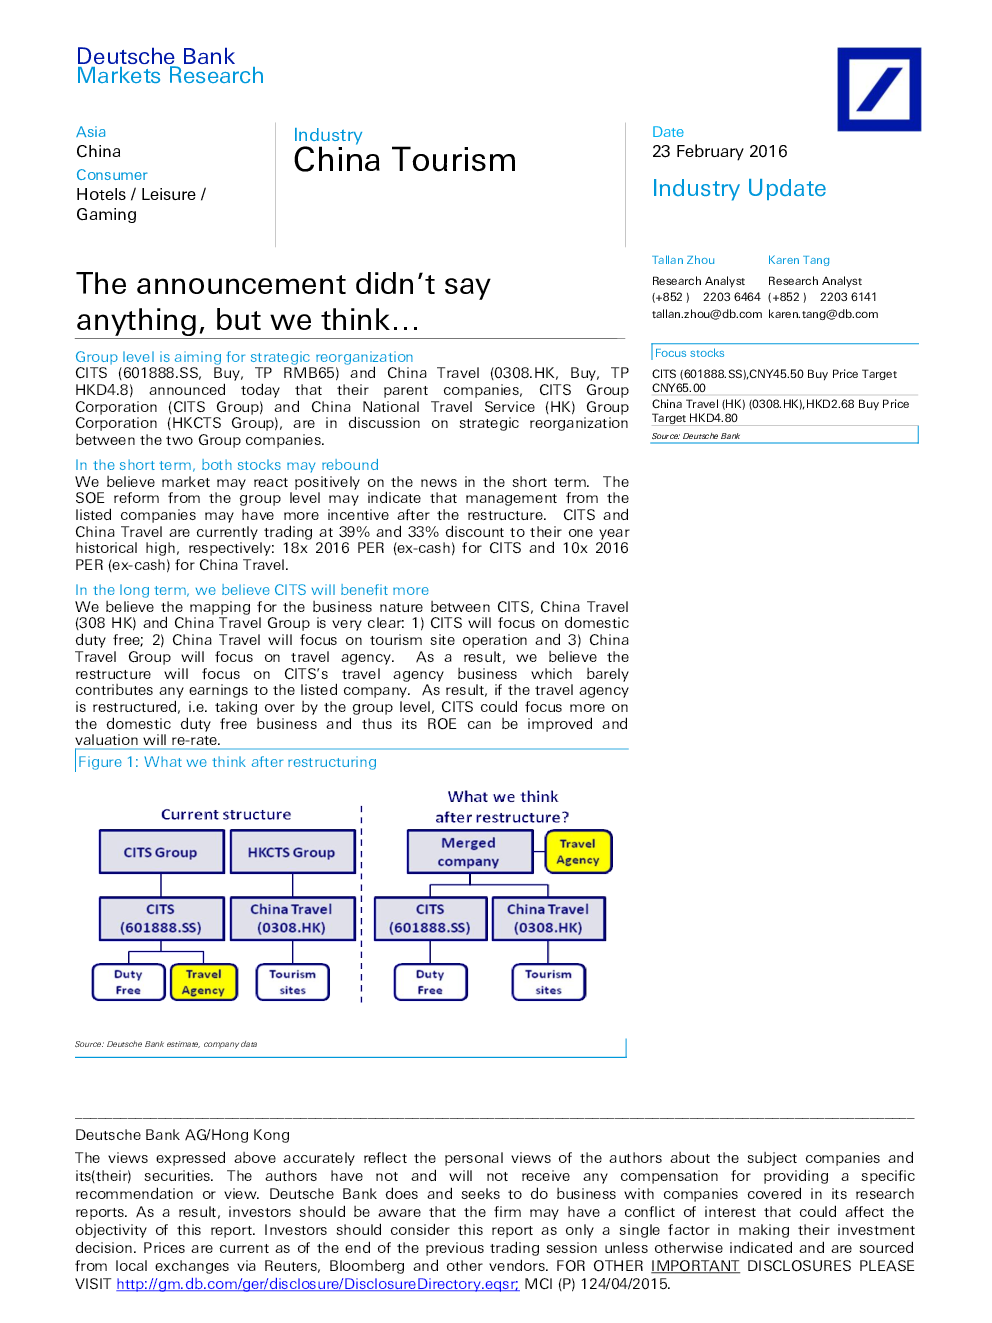 Deutsche Bank
Markets Research
Asia
China
Consumer
Hotels / Leisure /
Gaming
Industry
China Tourism
Date
23 February 2016
Industry Update
The announcement didn't say
anything, but we think…
Group level is aiming for strategic reorganization
CITS (601888.SS, Buy, TP RMB65) and China Travel (0308.HK, Buy, TP
HKD4.8) announced today that their parent companies, CITS Group
Corporation (CITS Group) and China National Travel Service (HK) Group
Corporation (HKCTS Group), are in discussion on strategic reorganization
between the two Group companies.
In the short term, both stocks may rebound
We believe market may react positively on the news in the short term. The
SOE reform from the group level may indicate that management from the
listed companies may have more incentive after the restructure. CITS and
China Travel are currently trading at 39% and 33% discount to their one year
historical high, respectively: 18x 2016 PER (ex-cash) for CITS and 10x 2016
PER (ex-cash) for China Travel.
In the long term, we believe CITS will benefit more
We believe the mapping for the business nature between CITS, China Travel
(308 HK) and China Travel Group is very clear: 1) CITS will focus on domestic
duty free; 2) China Travel will focus on tourism site operation and 3) China
Travel Group will focus on travel agency. As a result, we believe the
restructure will focus on CITS's travel agency business which barely
contributes any earnings to the listed company. As result, if the travel agency
is restructured, i.e. taking over by the group level, CITS could focus more on
the domestic duty free business and thus its ROE can be improved and
valuation will re-rate.
Figure 1: What we think after restructuring
Current structure
What we think
after restructure?
CITS Group
HKCTS Group
Merged
company
Travel
Agency
CITS
(601888.SS)
China Travel
(0308.HK)
CITS
(601888.SS)
China Travel
(0308.HK)
Duty
Free
Travel
Agency
Tourism
sites
Duty
Free
Tourism
sites
Source: Deutsche Bank estimate, company data
Tallan Zhou Karen Tang
Research Analyst Research Analyst
(+852 ) 2203 6464 (+852 ) 2203 6141
tallan.zhou@db.com karen.tang@db.com
Focus stocks
CITS (601888.SS),CNY45.50 Buy Price Target
CNY65.00
China Travel (HK) (0308.HK),HKD2.68 Buy Price
Target HKD4.80
Source: Deutsche Bank
Deutsche Bank AG/Hong Kong
The views expressed above accurately reflect the personal views of the authors about the subject companies and
its(their) securities. The authors have not and will not receive any compensation for providing a specific
recommendation or view. Deutsche Bank does and seeks to do business with companies covered in its research
reports. As a result, investors should be aware that the firm may have a conflict of interest that could affect the
objectivity of this report. Investors should consider this report as only a single factor in making their investment
decision. Prices are current as of the end of the previous trading session unless otherwise indicated and are sourced
from local exchanges via Reuters, Bloomberg and other vendors. FOR OTHER IMPORTANT DISCLOSURES PLEASE
VISIT http://gm.db.com/ger/disclosure/DisclosureDirectory.eqsr; MCI (P) 124/04/2015.